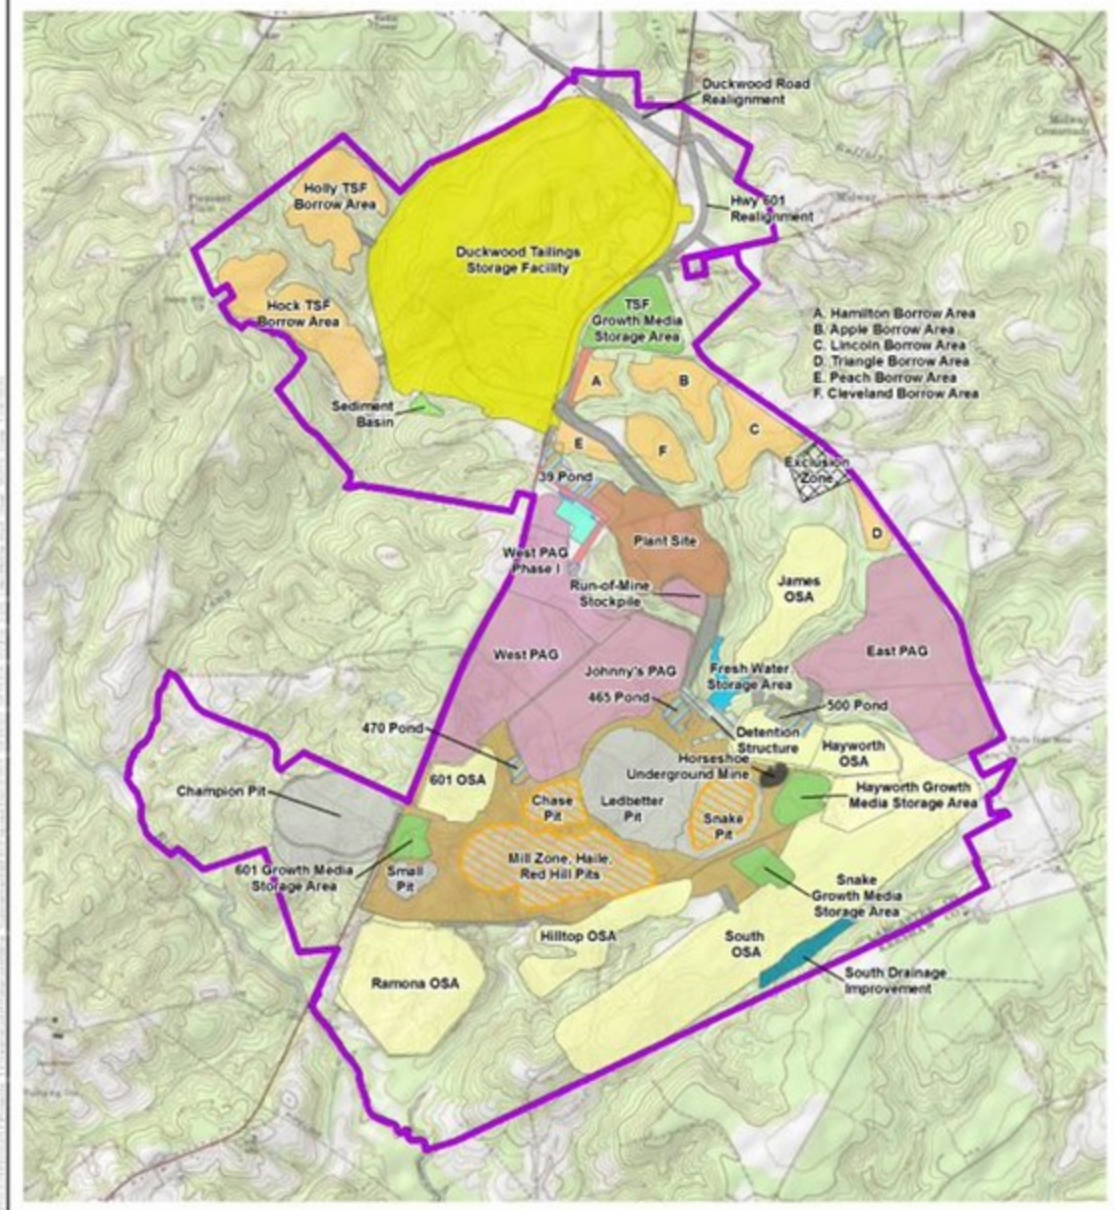 Duckwood Road
Realignment
Midway
Crossroads
Buffalo
Pleasant
Holly TSF
Borrow Area
Midway
Hwy 601
Realignment
Duckwood Tailings
Storage Facility
Hock TSF
Borrow Area
TSF
Growth Media
Storage Area
A. Hamilton Borrow Area
B. Apple Borrow Area
C. Lincoln Borrow Area
D. Triangle Borrow Area
E. Peach Borrow Area
F. Cleveland Borrow Area
A
B
Sediment
Basin
C
E
F
Exclusion
Zone
39 Pond
D
Plant Site
West PAG
Phase I
Run-of-Mine
Stockpile
James
OSA
West PAG
Johnny's PAG
East PAG
Fresh Water
Storage Area
465 Pond
500 Pond
470 Pond
Detention
Structure
Hayworth
OSA
Horseshoe
Underground Mine
601 OSA
Champion Pit
Hayworth Growth
Media Storage Area
Chase
Pit
Ledbetter
Pit
Snake
Pit
Mill Zone, Haile,
Red Hill Pits
601 Growth Media
Storage Area
Small
Pit
Snake
Growth Media
Storage Area
Hilltop OSA
South
OSA
Ramona OSA
South Drainage
Improvement